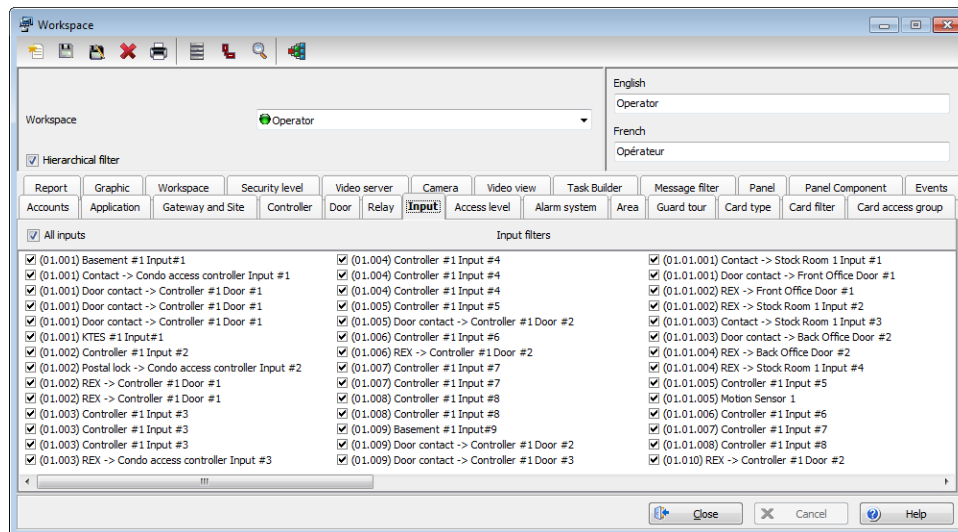 Workspace
English
Operator
Workspace
Operator
French
Opérateur
Hierarchical filter
Report Graphic Workspace Security level Video server Camera Video view Task Builder Message filter Panel Panel Component Events
Accounts Application Gateway and Site Controller Door Relay Input Access level Alarm system Area Guard tour Card type Card filter Card access group
All inputs Input filters
(01.001) Basement #1 Input#1
(01.001) Contact -> Condo access controller Input #1
(01.001) Door contact -> Controller #1 Door #1
(01.001) Door contact -> Controller #1 Door #1
(01.001) Door contact -> Controller #1 Door #1
(01.001) KTES #1 Input#1
(01.002) Controller #1 Input #2
(01.002) Postal lock -> Condo access controller Input #2
(01.002) REX -> Controller #1 Door #1
(01.002) REX -> Controller #1 Door #1
(01.003) Controller #1 Input #3
(01.003) Controller #1 Input #3
(01.003) Controller #1 Input #3
(01.003) REX -> Condo access controller Input #3
(01.004) Controller #1 Input #4
(01.004) Controller #1 Input #4
(01.004) Controller #1 Input #4
(01.005) Controller #1 Input #5
(01.005) Door contact -> Controller #1 Door #2
(01.006) Controller #1 Input #6
(01.006) REX -> Controller #1 Door #2
(01.007) Controller #1 Input #7
(01.007) Controller #1 Input #7
(01.008) Controller #1 Input #8
(01.008) Controller #1 Input #8
(01.009) Basement #1 Input#9
(01.009) Door contact -> Controller #1 Door #2
(01.009) Door contact -> Controller #1 Door #3
(01.01.001) Contact -> Stock Room 1 Input #1
(01.01.001) Door contact -> Front Office Door #1
(01.01.002) REX -> Front Office Door #1
(01.01.002) REX -> Stock Room 1 Input #2
(01.01.003) Contact -> Stock Room 1 Input #3
(01.01.003) Door contact -> Back Office Door #2
(01.01.004) REX -> Back Office Door #2
(01.01.004) REX -> Stock Room 1 Input #4
(01.01.005) Controller #1 Input #5
(01.01.005) Motion Sensor 1
(01.01.006) Controller #1 Input #6
(01.01.007) Controller #1 Input #7
(01.01.008) Controller #1 Input #8
(01.010) REX -> Controller #1 Door #2
Close Cancel Help